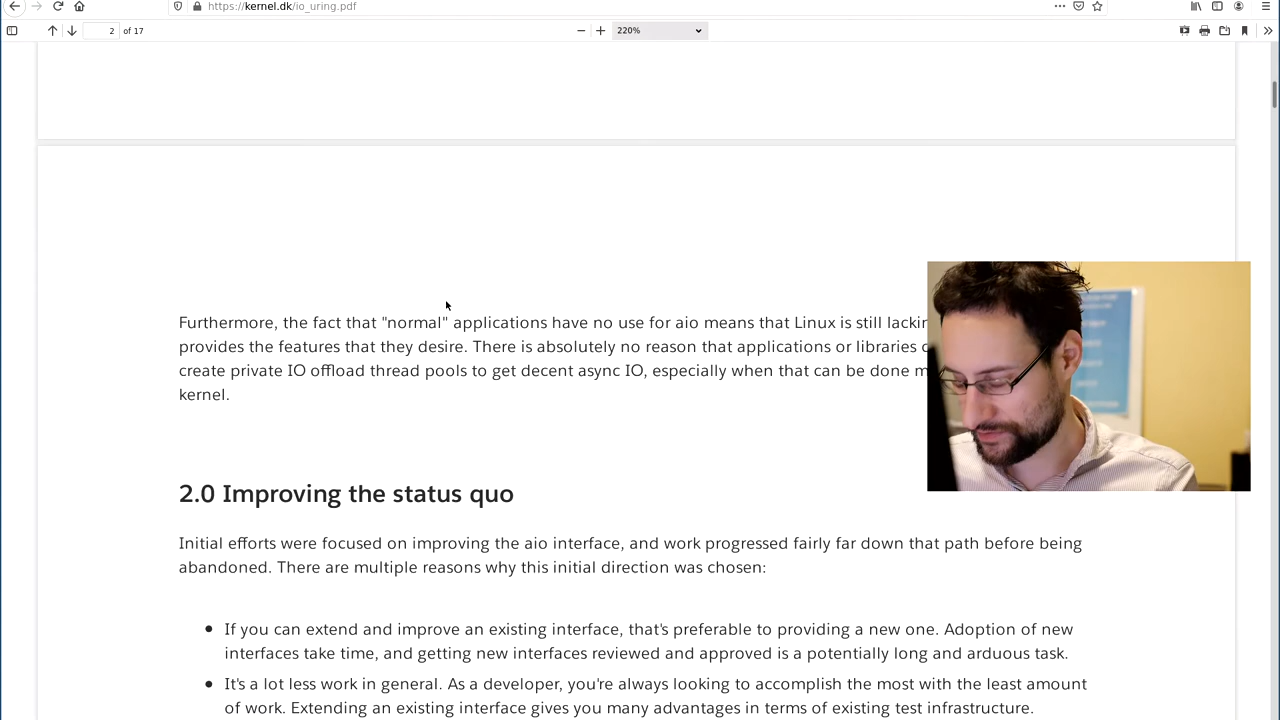 https://kernel.dk/io_uring.pdf
2 of 17
220%
Furthermore, the fact that "normal" applications have no use for aio means that Linux is still
provides the features that they desire. There is absolutely no reason that applications or libraries
create private IO offload thread pools to get decent async IO, especially when that can be done
kernel.
2.0 Improving the status quo
Initial efforts were focused on improving the aio interface, and work progressed fairly far down that path before being
abandoned. There are multiple reasons why this initial direction was chosen:
• If you can extend and improve an existing interface, that's preferable to providing a new one. Adoption of new
interfaces take time, and getting new interfaces reviewed and approved is a potentially long and arduous task.
• It's a lot less work in general. As a developer, you're always looking to accomplish the most with the least amount
of work. Extending an existing interface gives you many advantages in terms of existing test infrastructure.